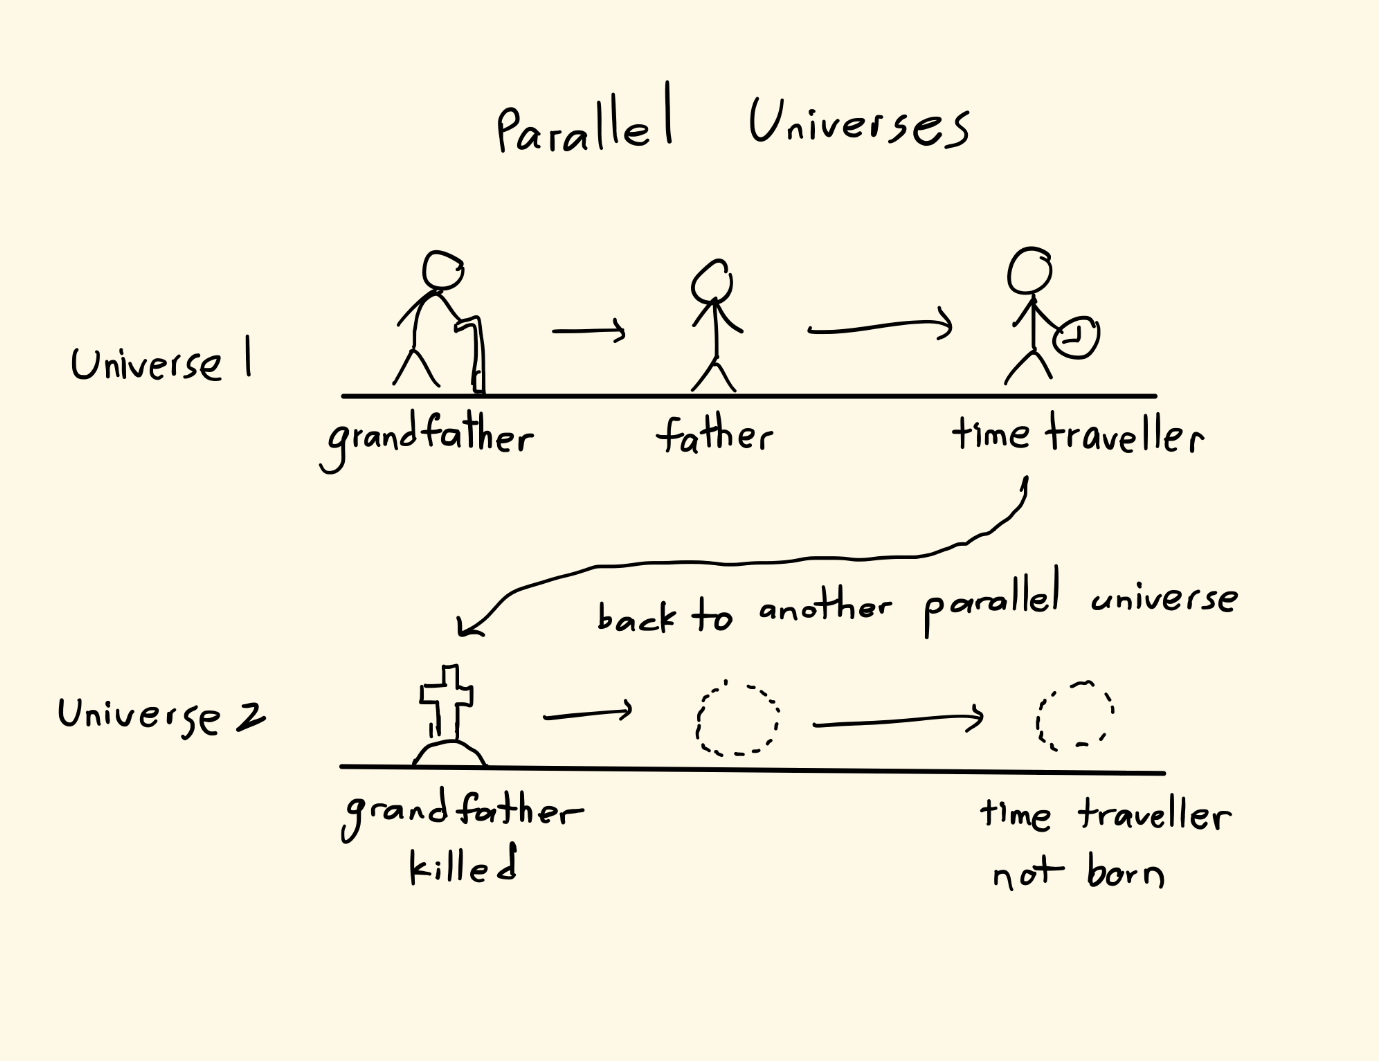 Parallel Universes
Universe 1
grandfather father time traveller
back to another parallel universe
Universe 2
grandfather time traveller
killed not born